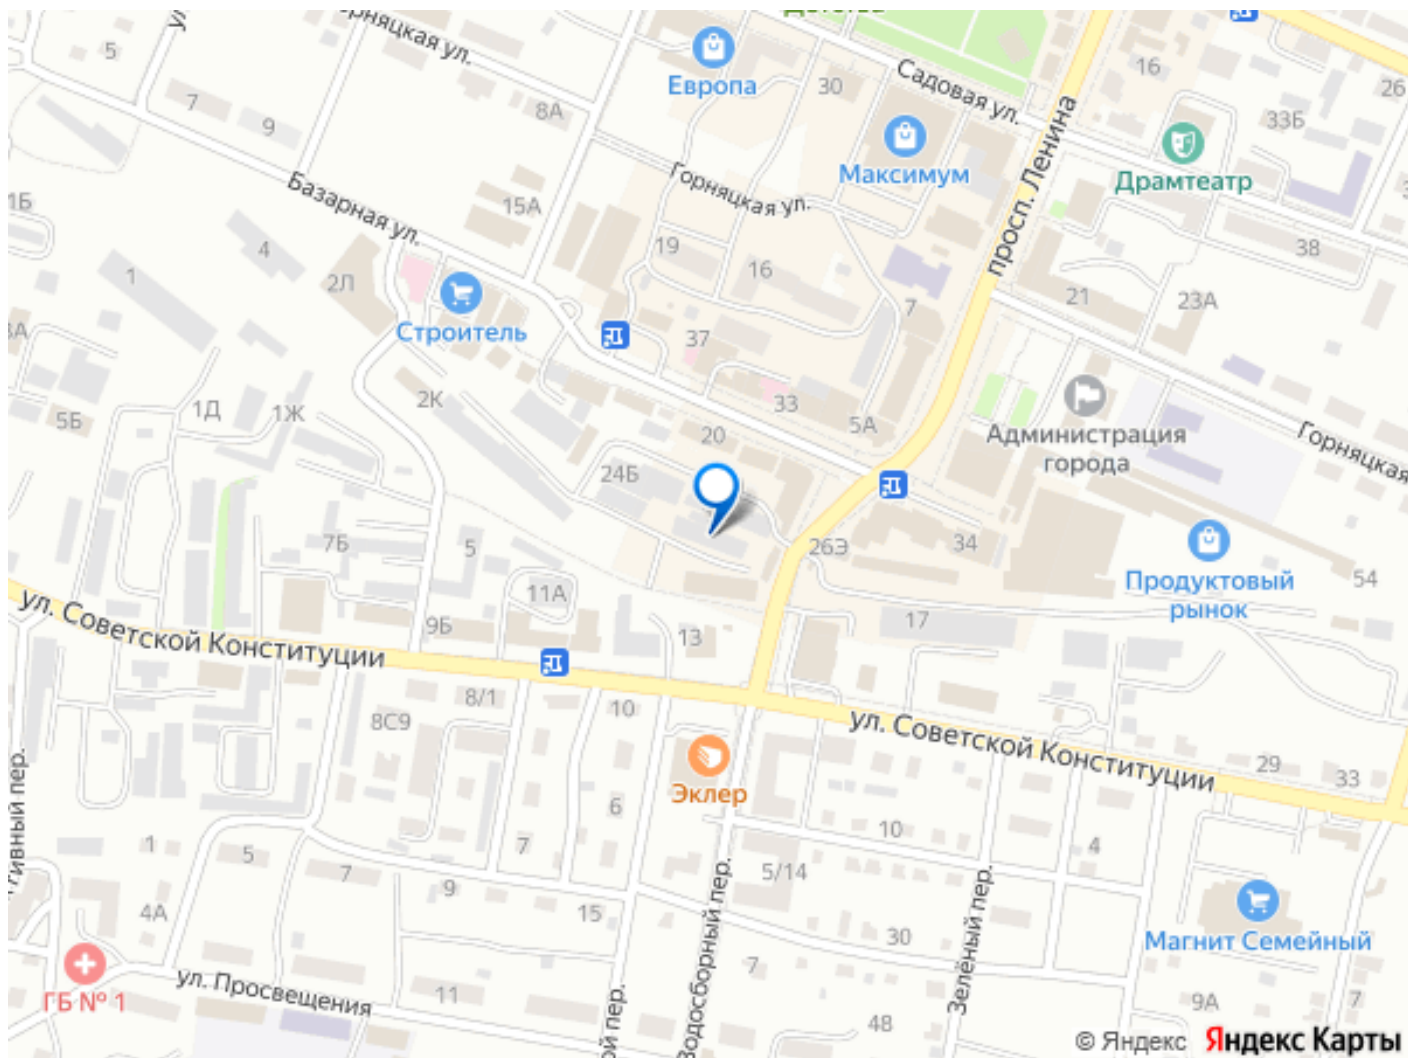 Детства
5
Горняцкая ул.
Европа
30
Садовая ул.
16
26
7
9
8А
Максимум
33Б
Драмтеатр
просп. Ленина
1Б
Базарная ул.
15А
Горняцкая ул.
38
4
1
2Л
19
16
7
21
23А
Строитель
37
5Б
1Д
1Ж
2К
33
5А
20
Администрация
города
Горняцкая
24Б
7Б
5
26Э
34
Продуктовый
рынок
54
11А
ул. Советской Конституции
9Б
13
17
8С9
8/1
10
ул. Советской Конституции
29
33
Эклер
6
10
4
1
5
7
9
7
5/14
15
Водосборный пер.
Зелёный пер.
4А
30
Магнит Семейный
ГБ № 1
ул. Просвещения
11
7
48
9А
7
© Яндекс
Яндекс Карты